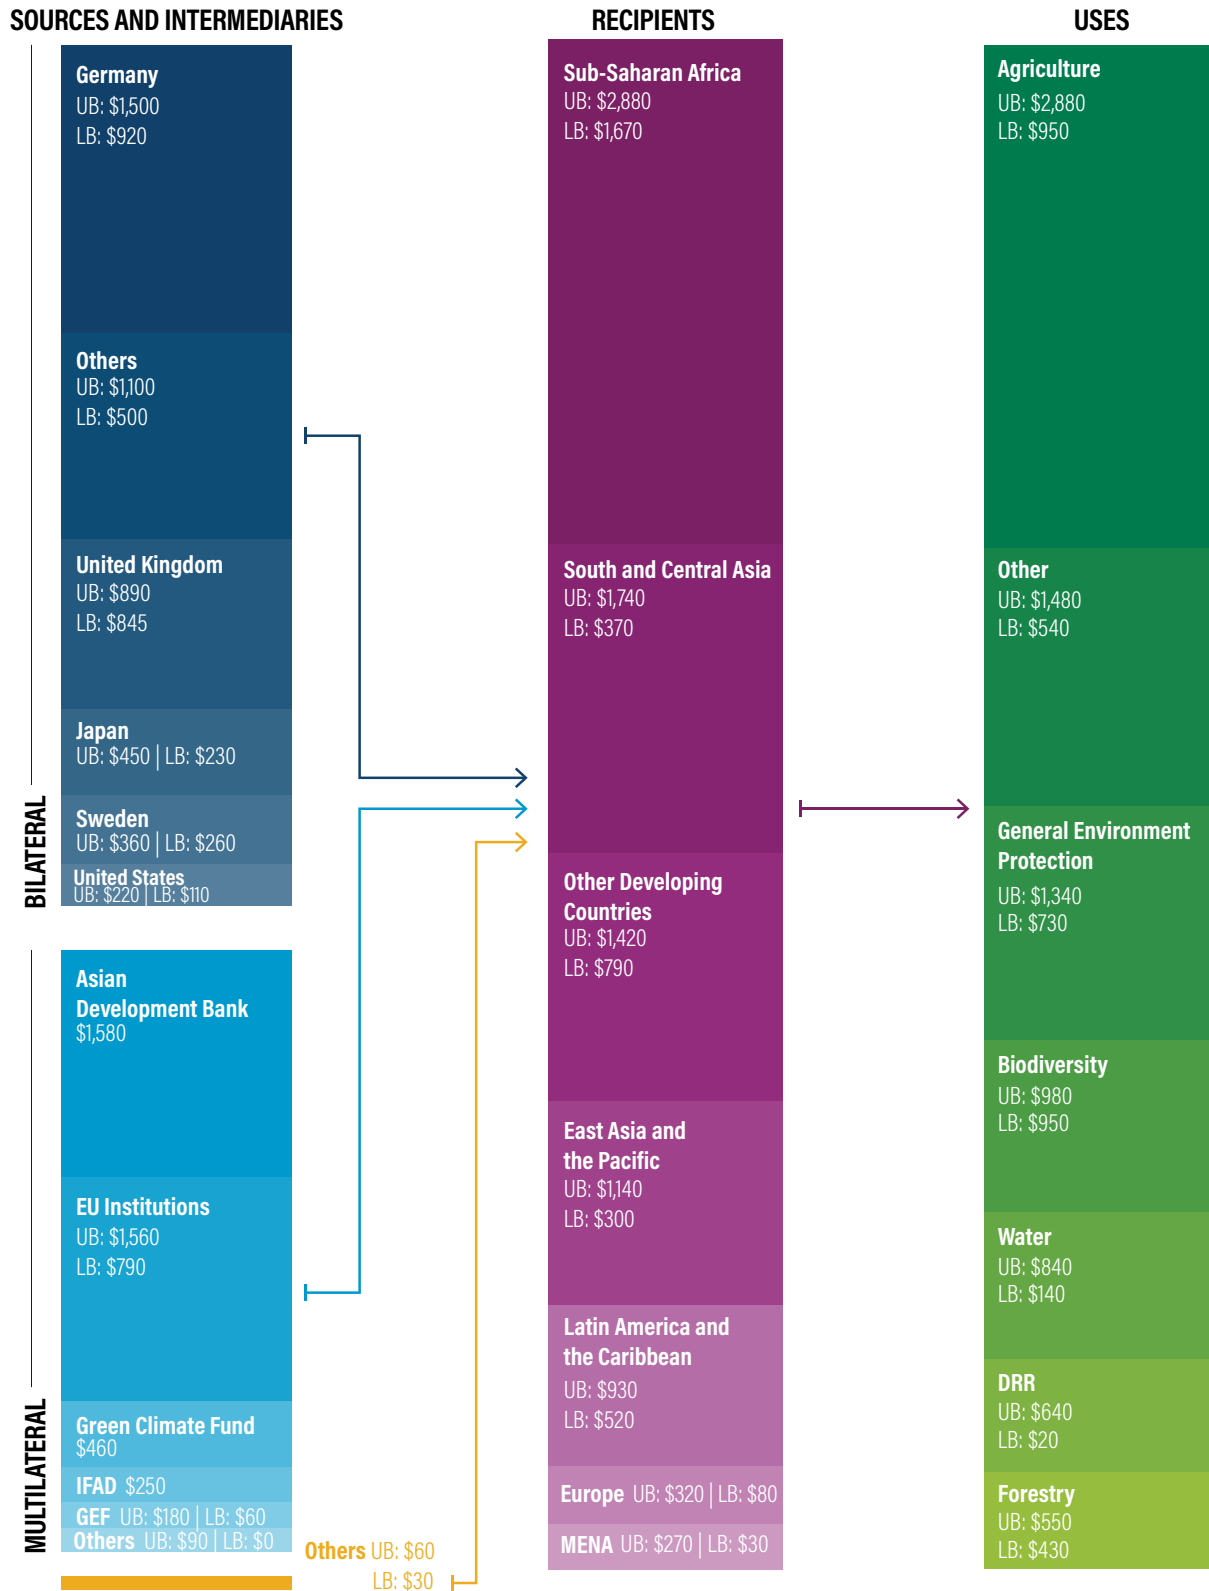 SOURCES AND INTERMEDIARIES
BILATERAL
Germany
UB: $1,500
LB: $920
Others
UB: $1,100
LB: $500
United Kingdom
UB: $890
LB: $845
Japan
UB: $450 | LB: $230
Sweden
UB: $360 | LB: $260
United States
UB: $220 | LB: $110
MULTILATERAL
Asian
Development Bank
$1,580
EU Institutions
UB: $1,560
LB: $790
Green Climate Fund
$460
IFAD $250
GEF UB: $180 | LB: $60
Others UB: $90 | LB: $0
Others UB: $60
LB: $30
RECIPIENTS
Sub-Saharan Africa
UB: $2,880
LB: $1,670
South and Central Asia
UB: $1,740
LB: $370
Other Developing
Countries
UB: $1,420
LB: $790
East Asia and
the Pacific
UB: $1,140
LB: $300
Latin America and
the Caribbean
UB: $930
LB: $520
Europe UB: $320 | LB: $80
MENA UB: $270 | LB: $30
USES
Agriculture
UB: $2,880
LB: $950
Other
UB: $1,480
LB: $540
General Environment
Protection
UB: $1,340
LB: $730
Biodiversity
UB: $980
LB: $950
Water
UB: $840
LB: $140
DRR
UB: $640
LB: $20
Forestry
UB: $550
LB: $430